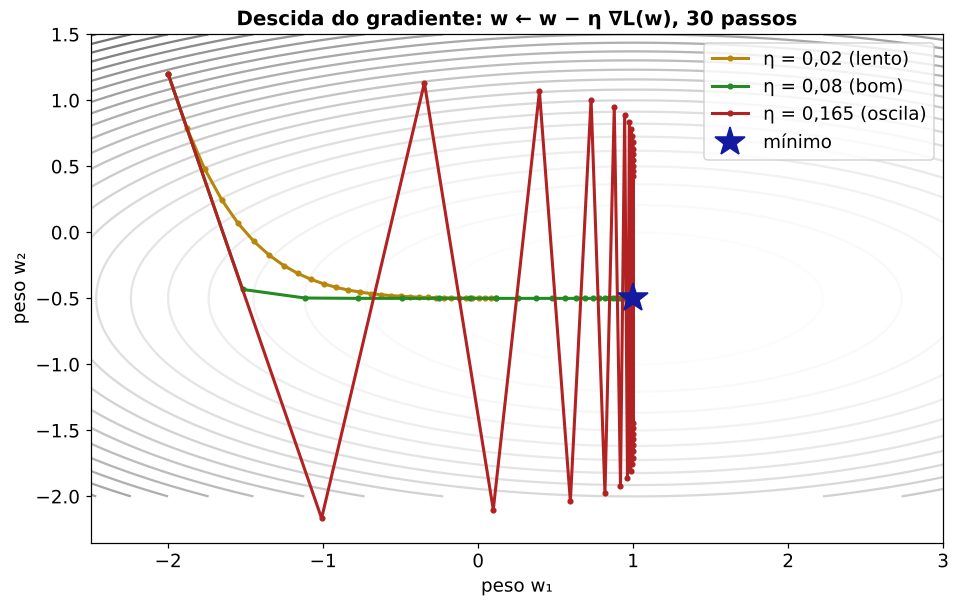 Descida do gradiente: w ← w − η ∇L(w), 30 passos
η = 0,02 (lento)
η = 0,08 (bom)
η = 0,165 (oscila)
mínimo
1.5
1.0
0.5
0.0
−0.5
−1.0
−1.5
−2.0
peso w₂
−2
−1
0
1
2
3
peso w₁